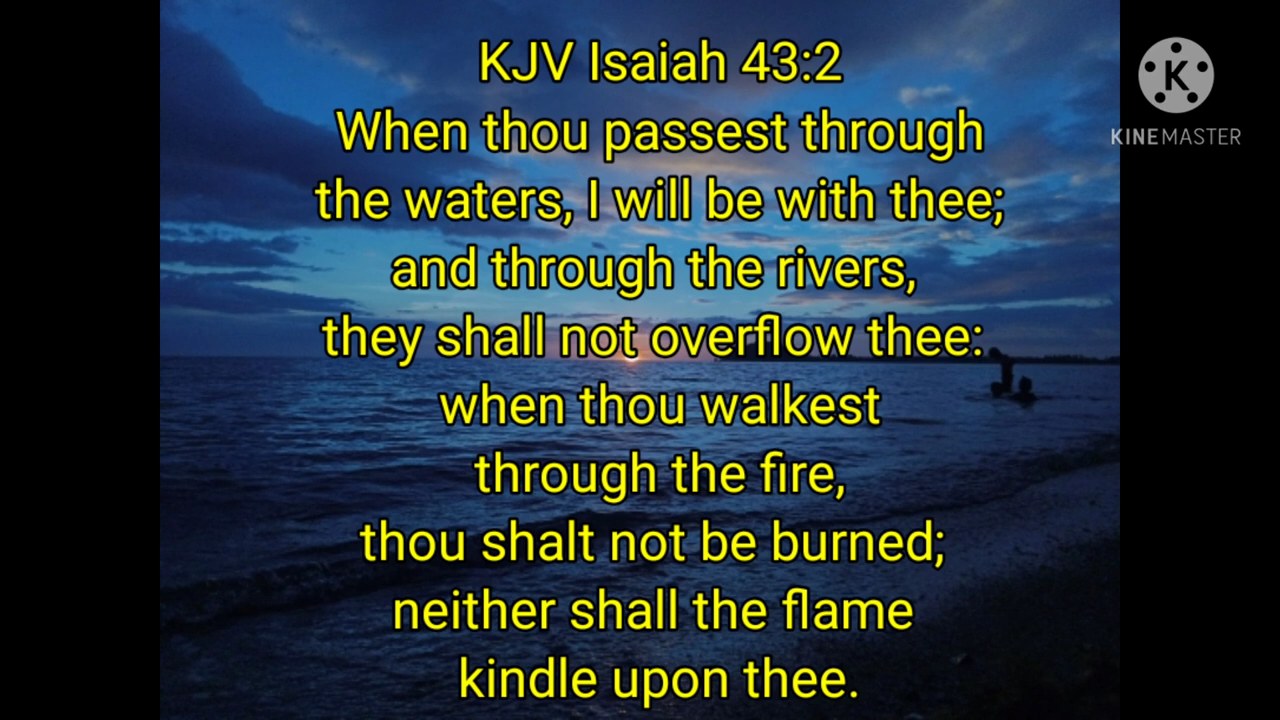 KJV Isaiah 43:2
When thou passest through
the waters, I will be with thee;
and through the rivers,
they shall not overflow thee:
when thou walkest
through the fire,
thou shalt not be burned;
neither shall the flame
kindle upon thee.
K
KINEMASTER